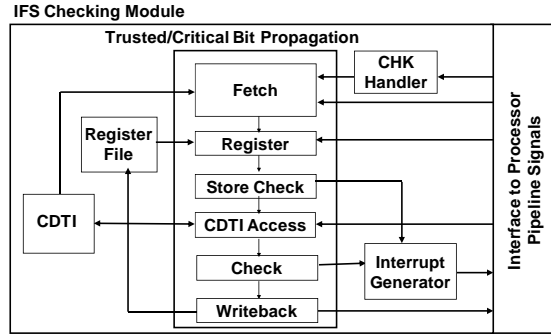 IFS Checking Module
Trusted/Critical Bit Propagation
CHK
Handler
Fetch
Register
File
Register
Store Check
CDTI
CDTI Access
Check
Interrupt
Generator
Writeback
Interface to Processor
Pipeline Signals